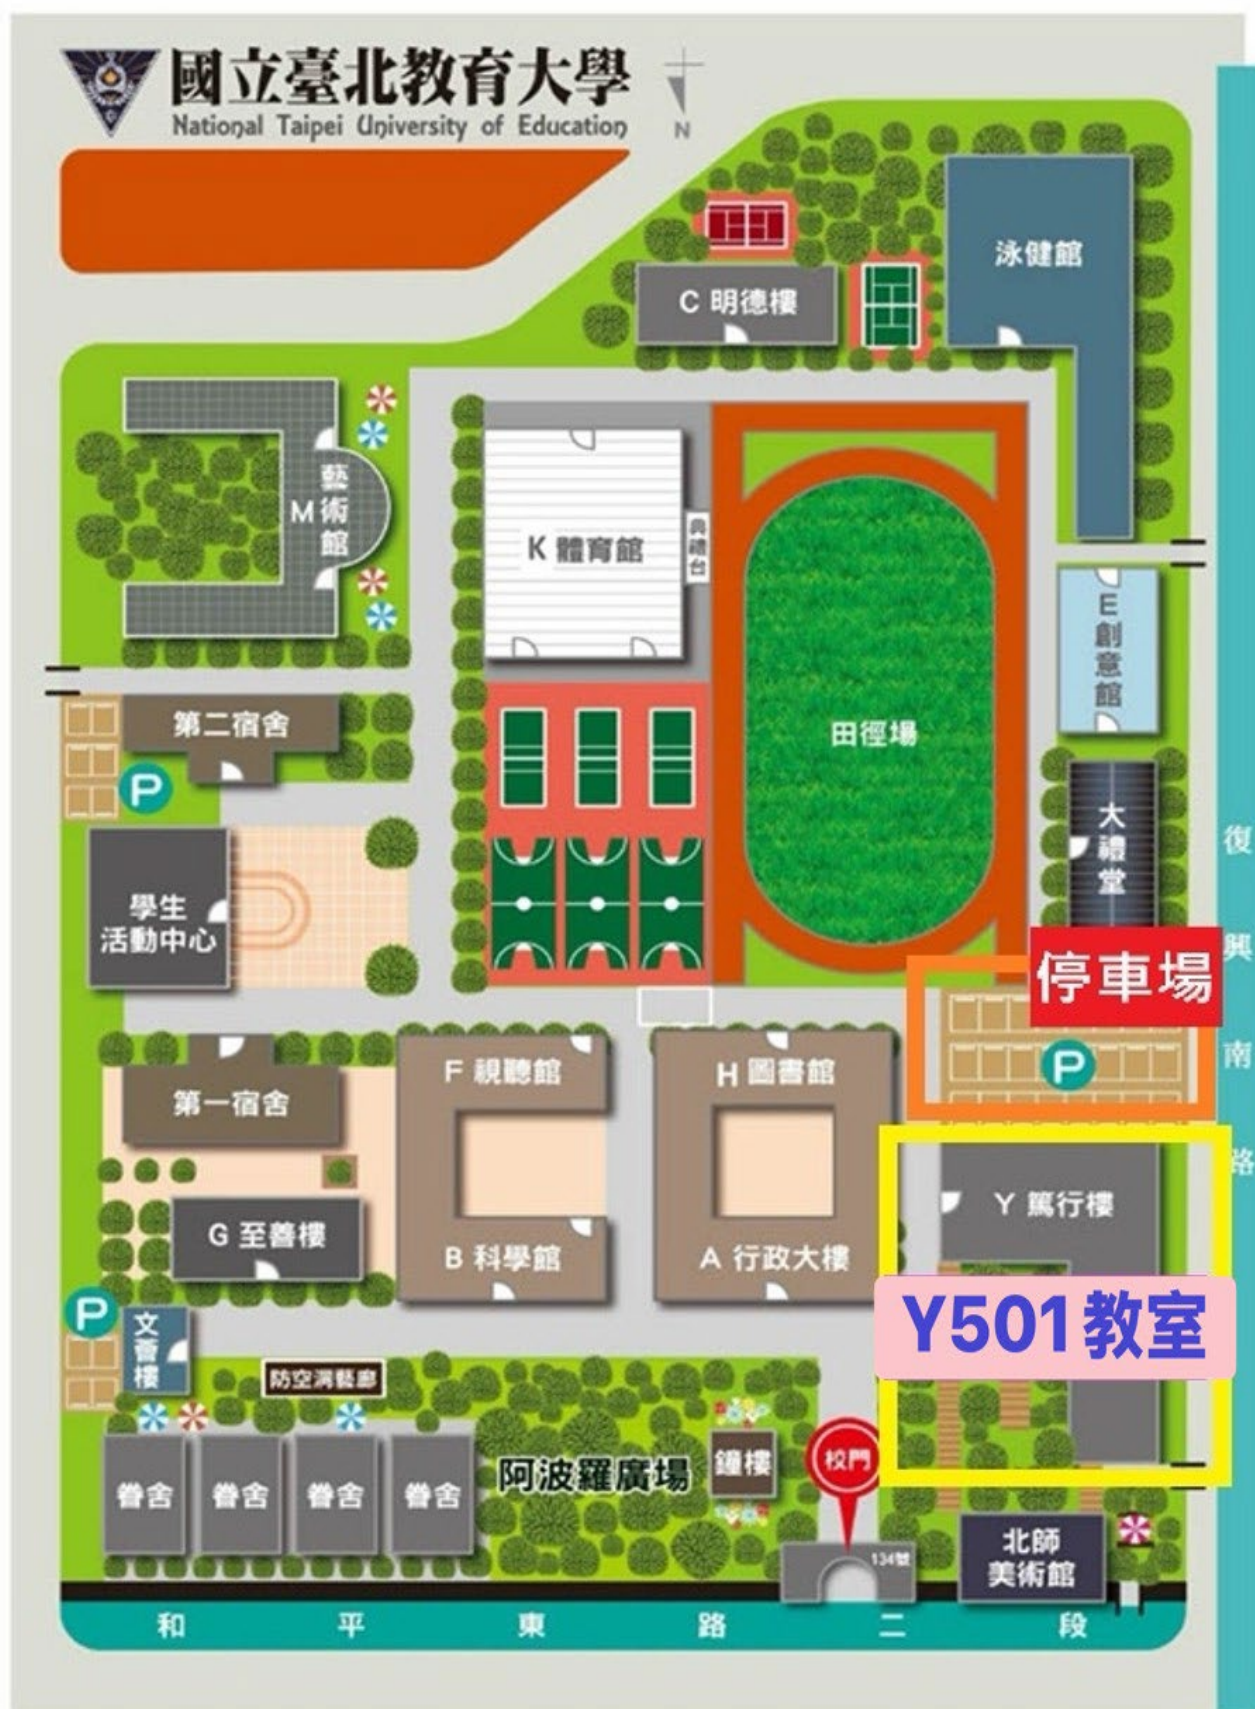 國立臺北教育大學
National Taipei University of Education
N
泳健館
C 明德樓
M 藝術館
K 體育館
典禮台
E 創意館
第二宿舍
田徑場
P
大禮堂
學生
活動中心
停車場
P
F 視聽館
H 圖書館
第一宿舍
Y 篤行樓
G 至善樓
B 科學館
A 行政大樓
Y501教室
P
文薈樓
防空洞藝廊
阿波羅廣場
鐘樓
校門
眷舍
眷舍
眷舍
眷舍
134號
北師
美術館
和平東路二段
復興南路